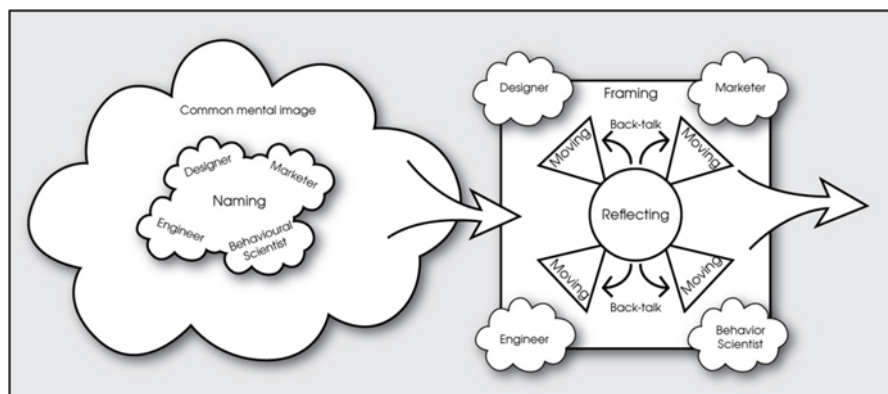 Common mental image
Designer
Marketer
Naming
Engineer
Behavioural
Scientist
Designer
Marketer
Framing
Back-talk
Moving
Moving
Reflecting
Moving
Moving
Back-talk
Engineer
Behavior
Scientist